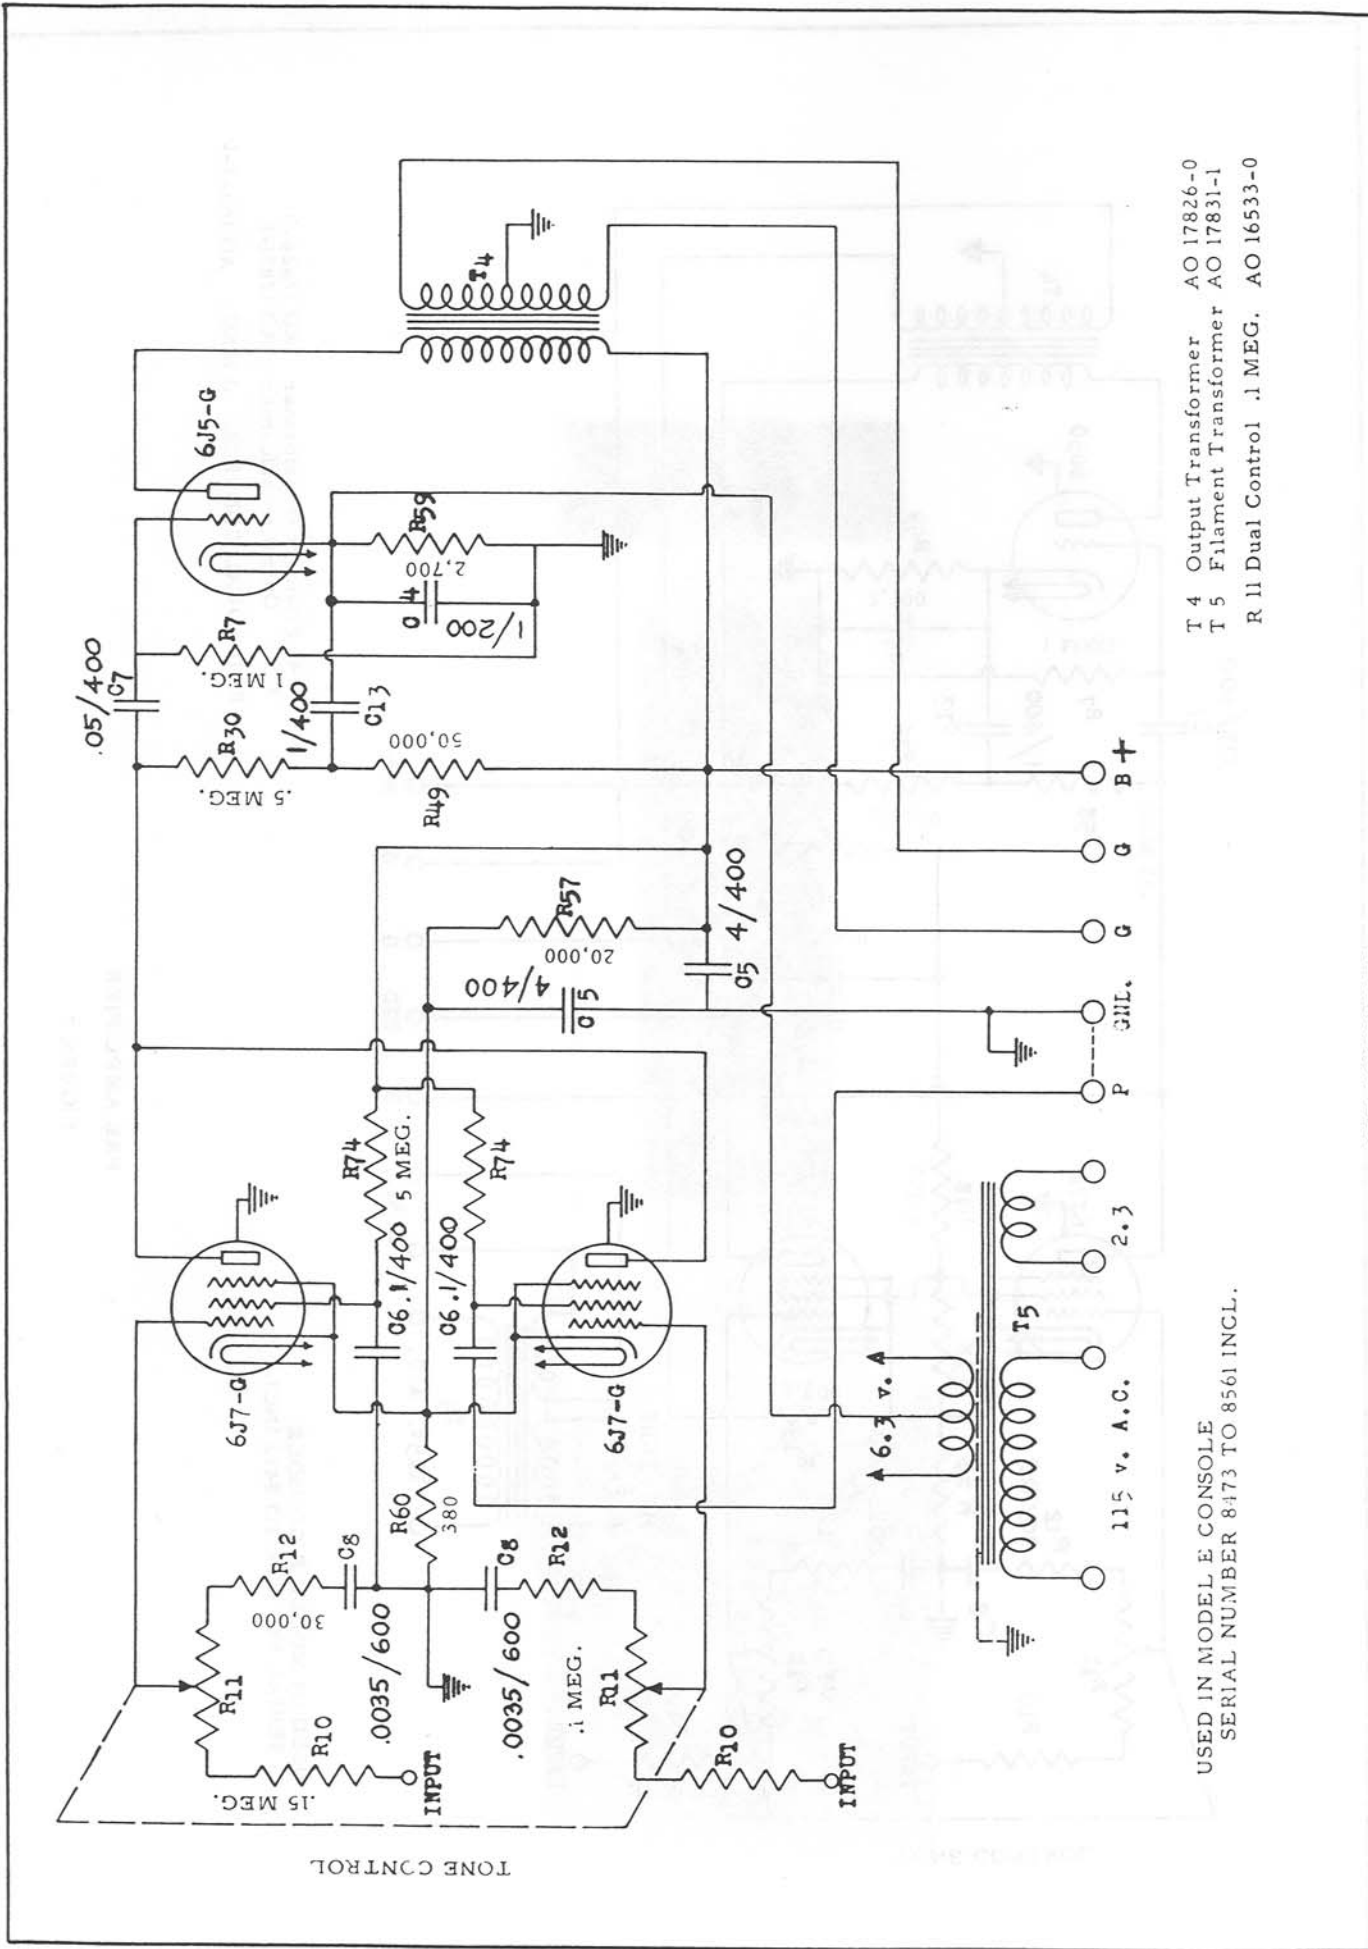 TONE CONTROL
.15 MEG.
R10
INPUT
R11
R12
30,000
C8
.0035/600
R60
380
.0035/600
C8
R12
.1 MEG.
R11
R10
INPUT
6J7-G
6J7-G
C6 .1/400
C6 .1/400
R74
5 MEG.
R74
4/400
C5
R57
20,000
4/400
C5
.5 MEG.
R30
1/400
C13
50,000
R49
.05/400
C7
R7
1 MEG.
C4
1/200
R59
2,700
6J5-G
T4
6.3 v.
T5
115 v. A.C.
2.3
P
GND.
G
G
B+
T 4 Output Transformer AO 17826-0
T 5 Filament Transformer AO 17831-1
R 11 Dual Control .1 MEG. AO 16533-0
USED IN MODEL E CONSOLE
SERIAL NUMBER 8473 TO 8561 INCL.